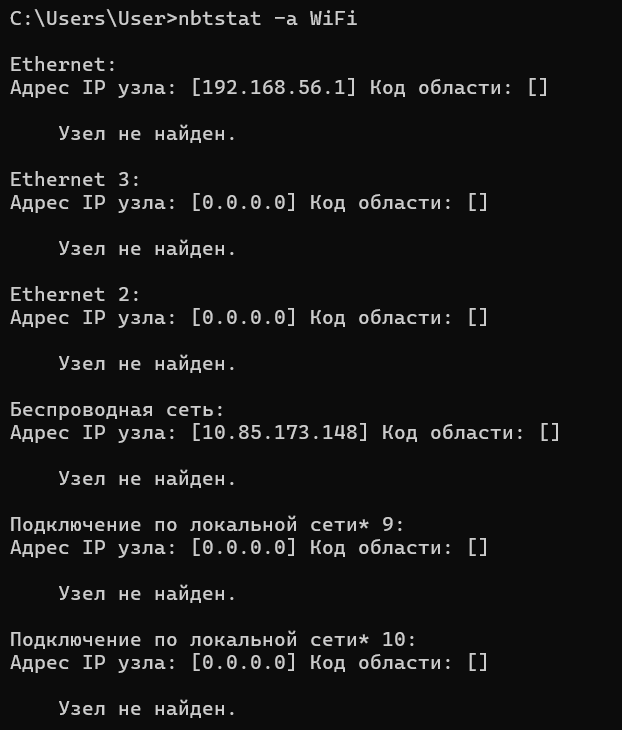 C:\Users\User>nbtstat -a WiFi
Ethernet:
Адрес IP узла: [192.168.56.1] Код области: []
Узел не найден.
Ethernet 3:
Адрес IP узла: [0.0.0.0] Код области: []
Узел не найден.
Ethernet 2:
Адрес IP узла: [0.0.0.0] Код области: []
Узел не найден.
Беспроводная сеть:
Адрес IP узла: [10.85.173.148] Код области: []
Узел не найден.
Подключение по локальной сети* 9:
Адрес IP узла: [0.0.0.0] Код области: []
Узел не найден.
Подключение по локальной сети* 10:
Адрес IP узла: [0.0.0.0] Код области: []
Узел не найден.